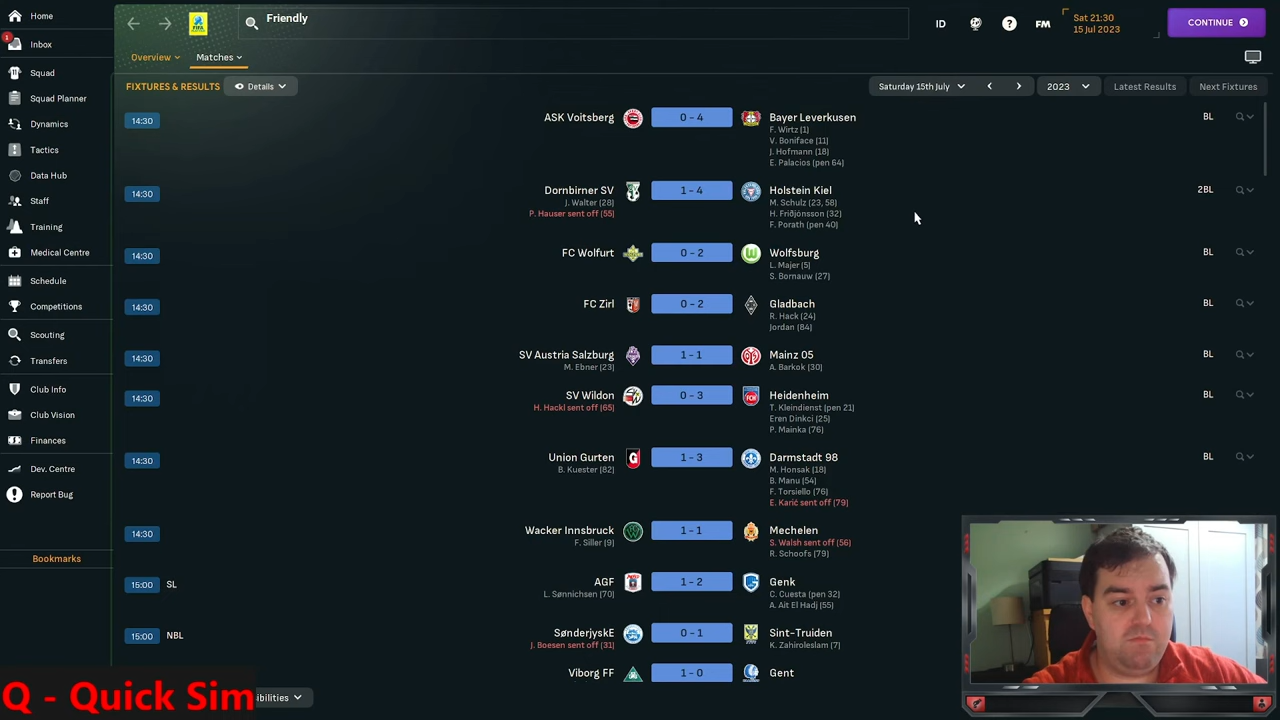 Home
Friendly
ID
FM
Sat 21:30
15 Jul 2023
CONTINUE
1
Inbox
Overview
Matches
Squad
Squad Planner
Dynamics
Tactics
Data Hub
Staff
Training
Medical Centre
Schedule
Competitions
Scouting
Transfers
Club Info
Club Vision
Finances
Dev. Centre
Report Bug
Bookmarks
FIXTURES & RESULTS
Details
Saturday 15th July
2023
Latest Results
Next Fixtures
14:30 ASK Voitsberg 0 - 4 Bayer Leverkusen BL
F. Wirtz (1)
V. Boniface (11)
J. Hofmann (18)
E. Palacios (pen 64)
14:30 Dornbirner SV 1 - 4 Holstein Kiel 2BL
J. Walter (28) M. Schulz (23, 58)
P. Hauser sent off (55) H. Friðjónsson (32)
F. Porath (pen 40)
14:30 FC Wolfurt 0 - 2 Wolfsburg BL
L. Majer (5)
S. Bornauw (27)
14:30 FC Zirl 0 - 2 Gladbach BL
R. Hack (24)
Jordan (84)
14:30 SV Austria Salzburg 1 - 1 Mainz 05 BL
M. Ebner (23) A. Barkok (30)
14:30 SV Wildon 0 - 3 Heidenheim BL
H. Hackl sent off (65) T. Kleindienst (pen 21)
Eren Dinkci (25)
P. Mainka (76)
14:30 Union Gurten 1 - 3 Darmstadt 98 BL
B. Kuester (82) M. Honsak (18)
B. Manu (54)
F. Torsiello (76)
E. Karić sent off (79)
14:30 Wacker Innsbruck 1 - 1 Mechelen
F. Siller (9) S. Walsh sent off (56)
R. Schoofs (79)
15:00 SL AGF 1 - 2 Genk
L. Sønnichsen (70) C. Cuesta (pen 32)
A. Ait El Hadj (55)
15:00 NBL SønderjyskE 0 - 1 Sint-Truiden
J. Boesen sent off (31) K. Zahiroleslam (7)
Viborg FF 1 - 0 Gent
Q - Quick Sim